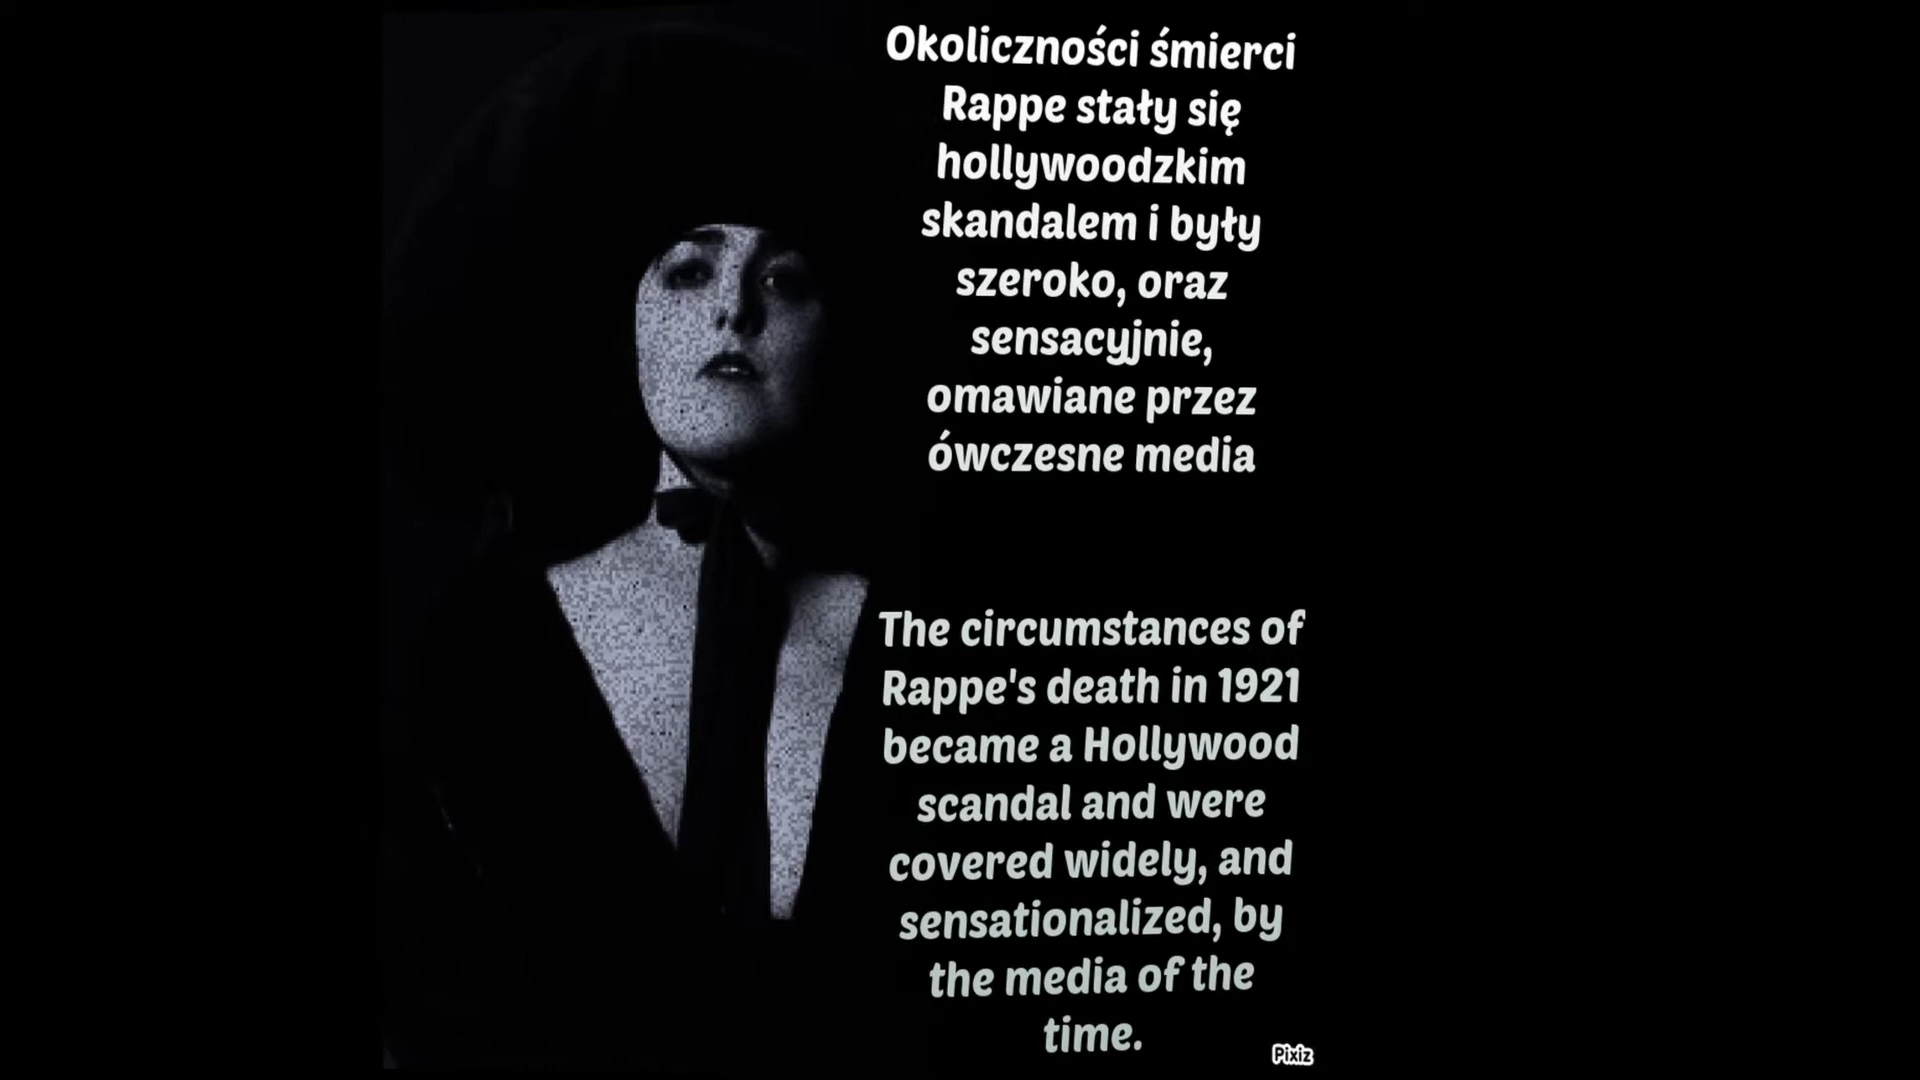 Okoliczności śmierci
Rappe stały się
hollywoodzkim
skandalem i były
szeroko, oraz
sensacyjnie,
omawiane przez
ówczesne media
The circumstances of
Rappe's death in 1921
became a Hollywood
scandal and were
covered widely, and
sensationalized, by
the media of the
time.
Pixiz